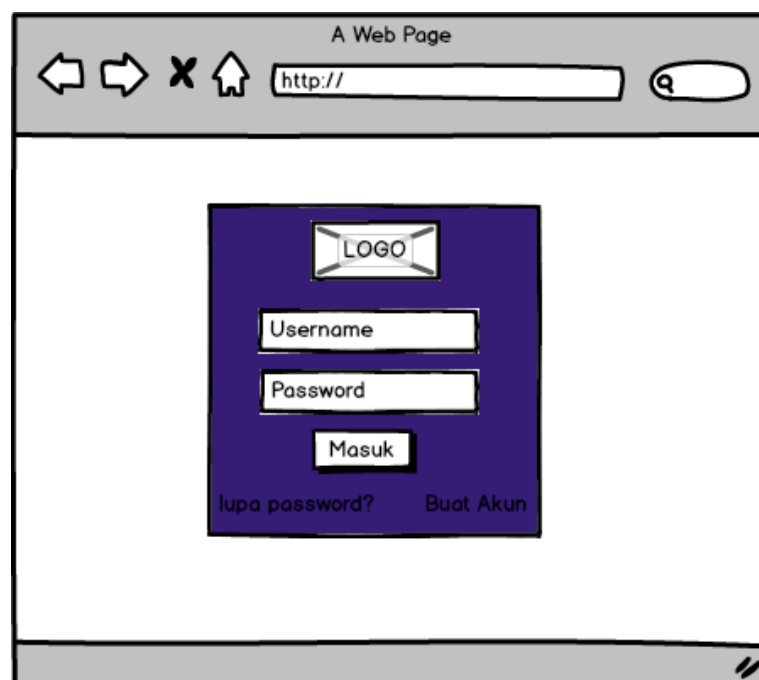 A Web Page
http://
LOGO
Username
Password
Masuk
lupa password? Buat Akun